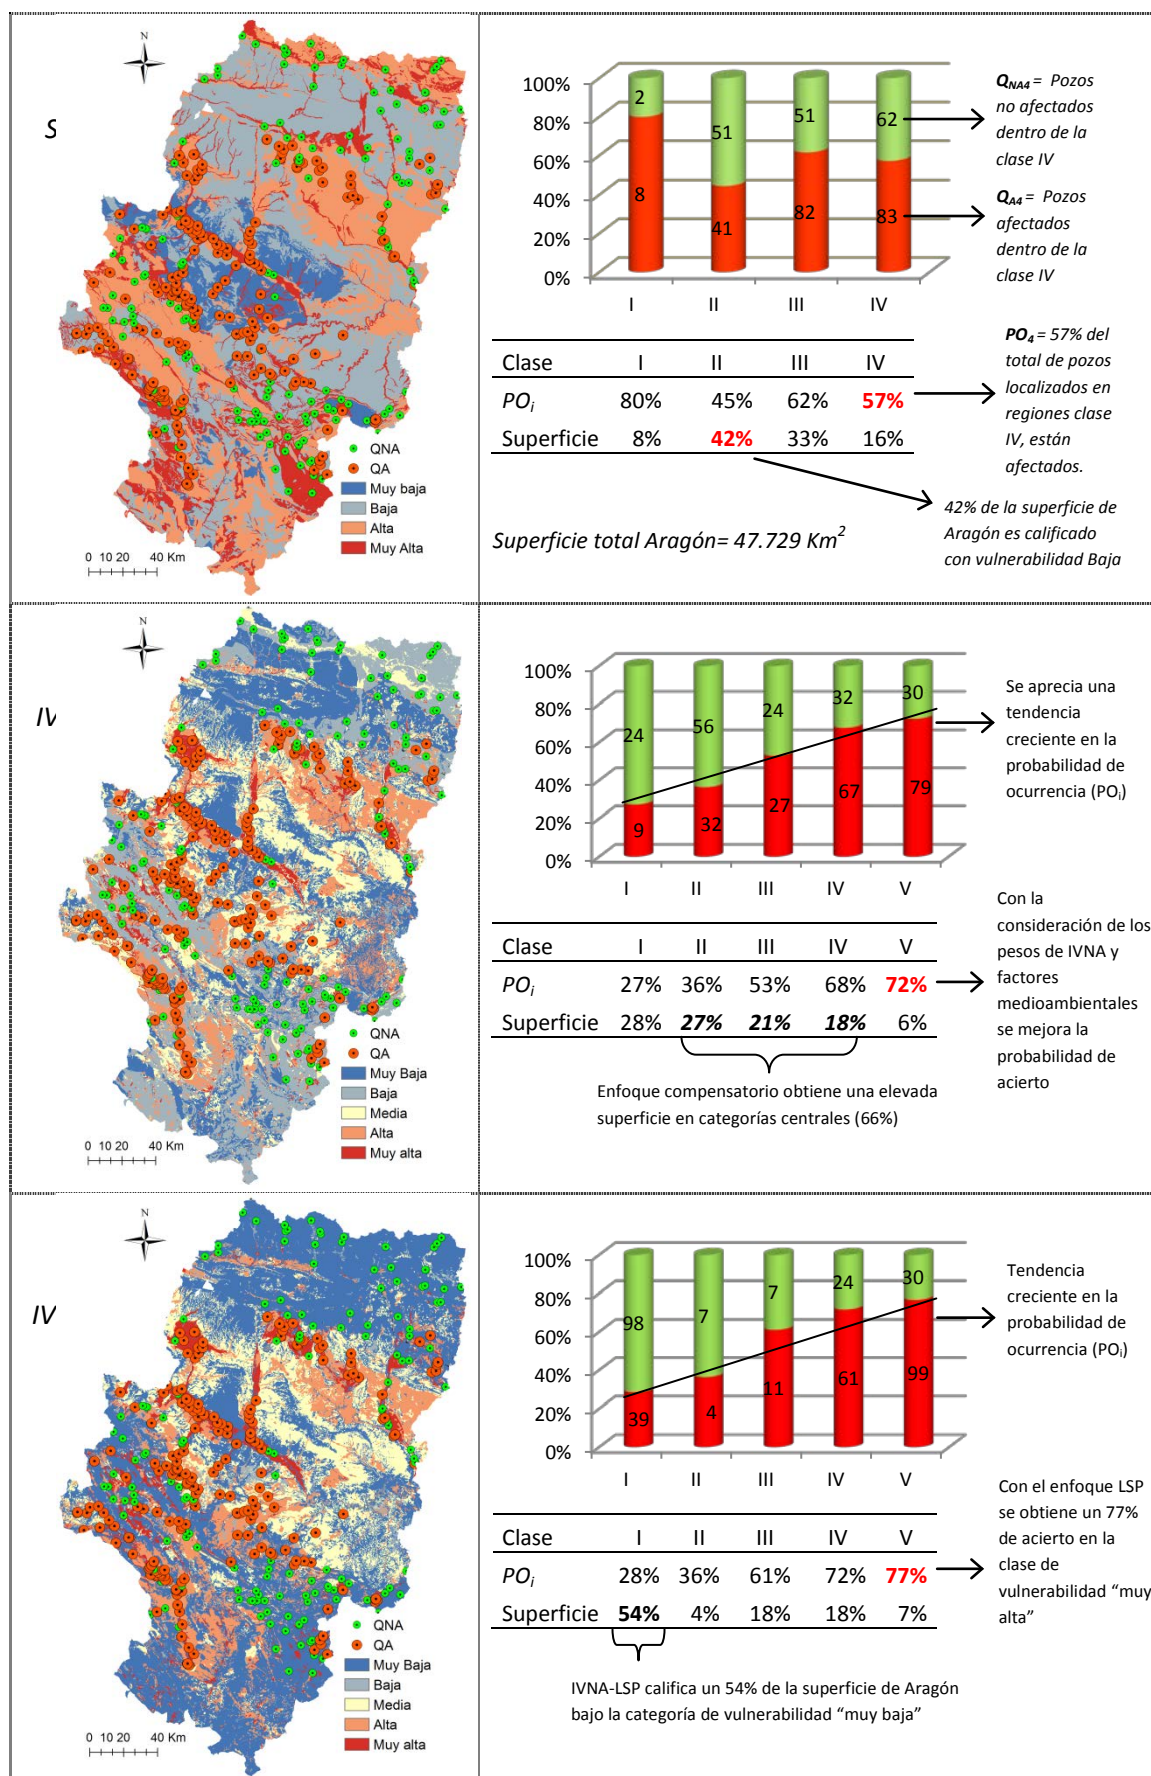 N
S
QNA
QA
Muy baja
Baja
Alta
Muy Alta
0 10 20 40 Km
100%
80%
60%
40%
20%
0%
2
51
51
62
8
41
82
83
I II III IV
QNA4 = Pozos
no afectados
dentro de la
clase IV
QA4 = Pozos
afectados
dentro de la
clase IV
Clase I II III IV
POi 80% 45% 62% 57%
Superficie 8% 42% 33% 16%
PO4 = 57% del
total de pozos
localizados en
regiones clase
IV, están
afectados.
42% de la superficie de
Aragón es calificado
con vulnerabilidad Baja
Superficie total Aragón= 47.729 Km2
N
IV
QNA
QA
Muy Baja
Baja
Media
Alta
Muy alta
0 10 20 40 Km
100%
80%
60%
40%
20%
0%
24
56
24
32
30
9
32
27
67
79
I II III IV V
Se aprecia una
tendencia
creciente en la
probabilidad de
ocurrencia (POi)
Clase I II III IV V
POi 27% 36% 53% 68% 72%
Superficie 28% 27% 21% 18% 6%
Con la
consideración de los
pesos de IVNA y
factores
medioambientales
se mejora la
probabilidad de
acierto
Enfoque compensatorio obtiene una elevada
superficie en categorías centrales (66%)
N
IV
QNA
QA
Muy Baja
Baja
Media
Alta
Muy alta
0 10 20 40 Km
100%
80%
60%
40%
20%
0%
98
7
7
24
30
39
4
11
61
99
I II III IV V
Tendencia
creciente en la
probabilidad de
ocurrencia (POi)
Clase I II III IV V
POi 28% 36% 61% 72% 77%
Superficie 54% 4% 18% 18% 7%
Con el enfoque LSP
se obtiene un 77%
de acierto en la
clase de
vulnerabilidad “muy
alta”
IVNA-LSP califica un 54% de la superficie de Aragón
bajo la categoría de vulnerabilidad “muy baja”